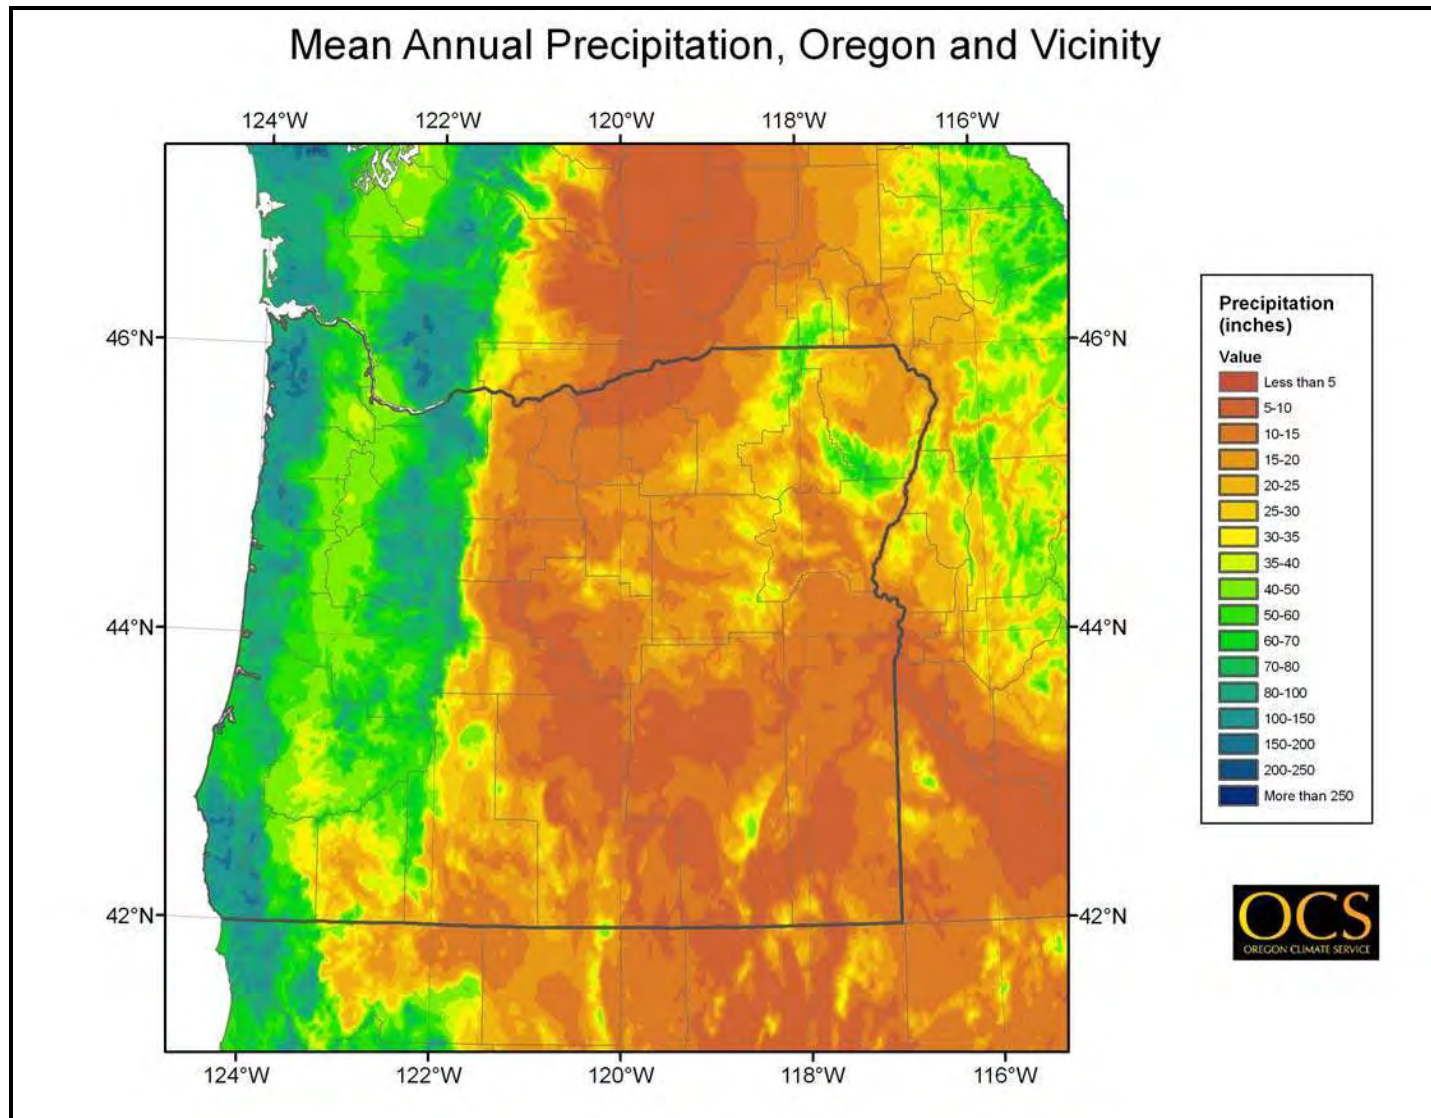 Mean Annual Precipitation, Oregon and Vicinity
124°W 122°W 120°W 118°W 116°W
46°N 46°N
44°N 44°N
42°N 42°N
124°W 122°W 120°W 118°W 116°W
Precipitation
(inches)
Value
Less than 5
5-10
10-15
15-20
20-25
25-30
30-35
35-40
40-50
50-60
60-70
70-80
80-100
100-150
150-200
200-250
More than 250
OCS
OREGON CLIMATE SERVICE